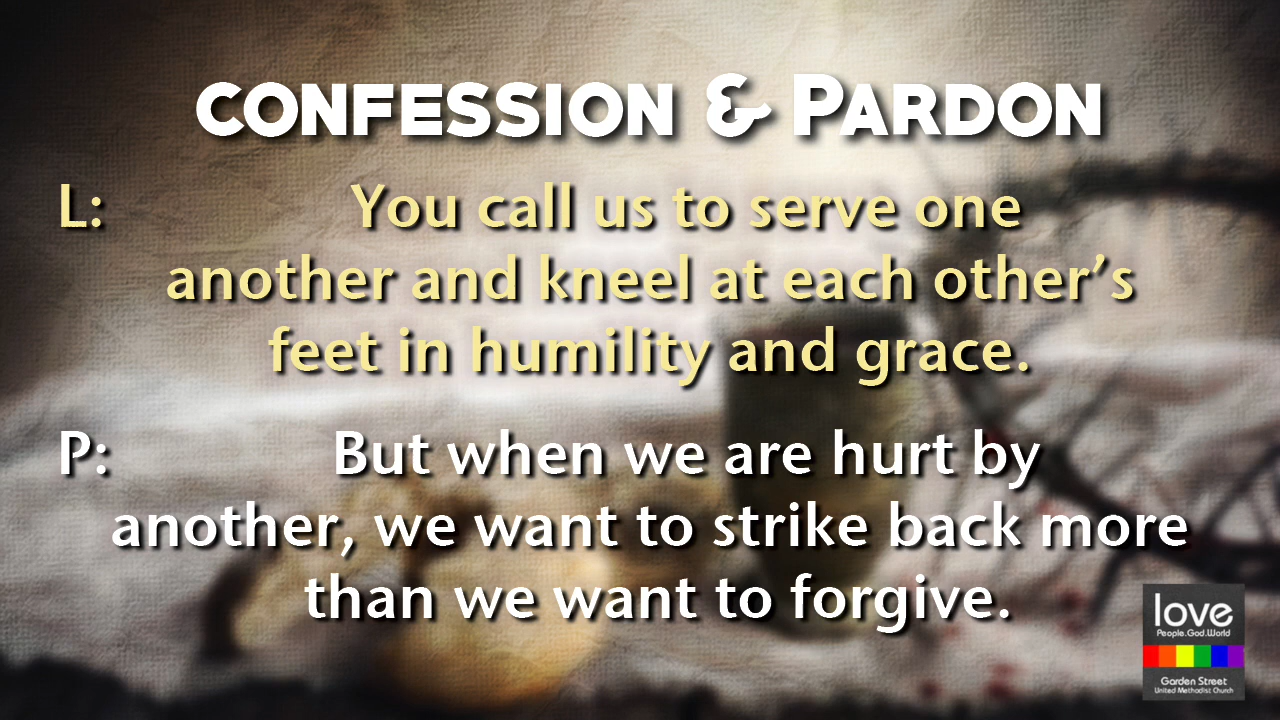 CONFESSION & PARDON
L: You call us to serve one
another and kneel at each other’s
feet in humility and grace.
P: But when we are hurt by
another, we want to strike back more
than we want to forgive.
love
People.God.World
Garden Street
United Methodist Church